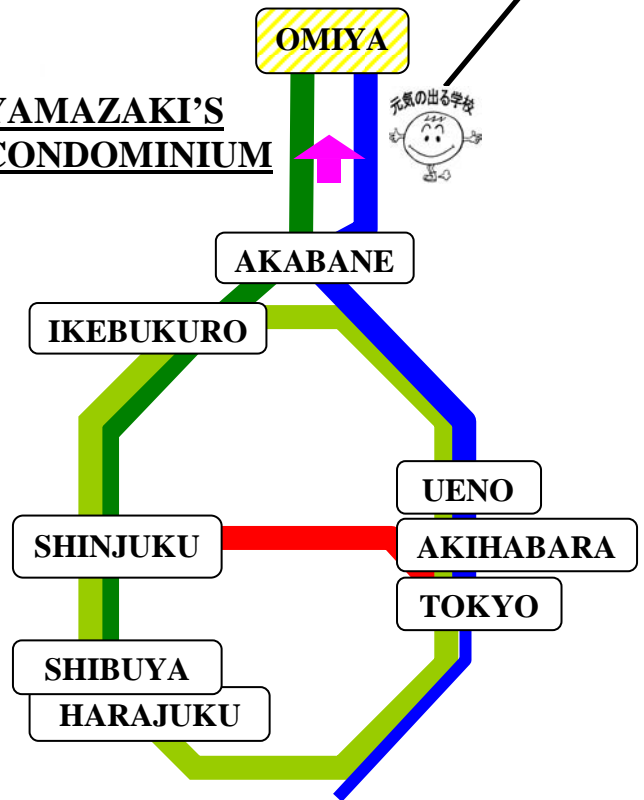 OMIYA
YAMAZAKI'S
CONDOMINIUM
元気の出る学校
AKABANE
IKEBUKURO
UENO
SHINJUKU
AKIHABARA
TOKYO
SHIBUYA
HARAJUKU